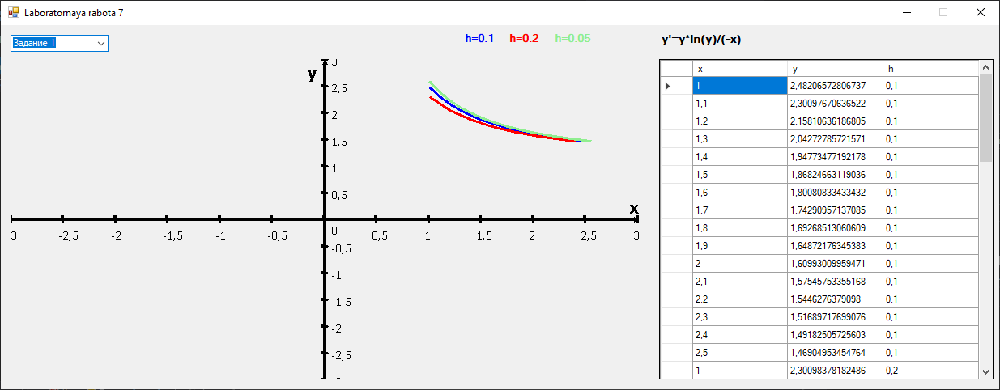 Laboratornaya rabota 7
Задание 1
h=0.1 h=0.2 h=0.05
y'=y*ln(y)/(-x)
y
3
2,5
2
1,5
1
0,5
x
3 -2,5 -2 -1,5 -1 -0,5 0 0,5 1 1,5 2 2,5 3
-0,5
-1
-1,5
-2
-2,5
x y h
1 2,48206572806737 0,1
1,1 2,30097670636522 0,1
1,2 2,15810636186805 0,1
1,3 2,04272785721571 0,1
1,4 1,94773477192178 0,1
1,5 1,86824663119036 0,1
1,6 1,80080833433432 0,1
1,7 1,74290957137085 0,1
1,8 1,69268513060609 0,1
1,9 1,64872176345383 0,1
2 1,60993009959471 0,1
2,1 1,57545753355168 0,1
2,2 1,5446276379098 0,1
2,3 1,51689717699076 0,1
2,4 1,49182505725603 0,1
2,5 1,46904953454764 0,1
1 2,30098378182486 0,2